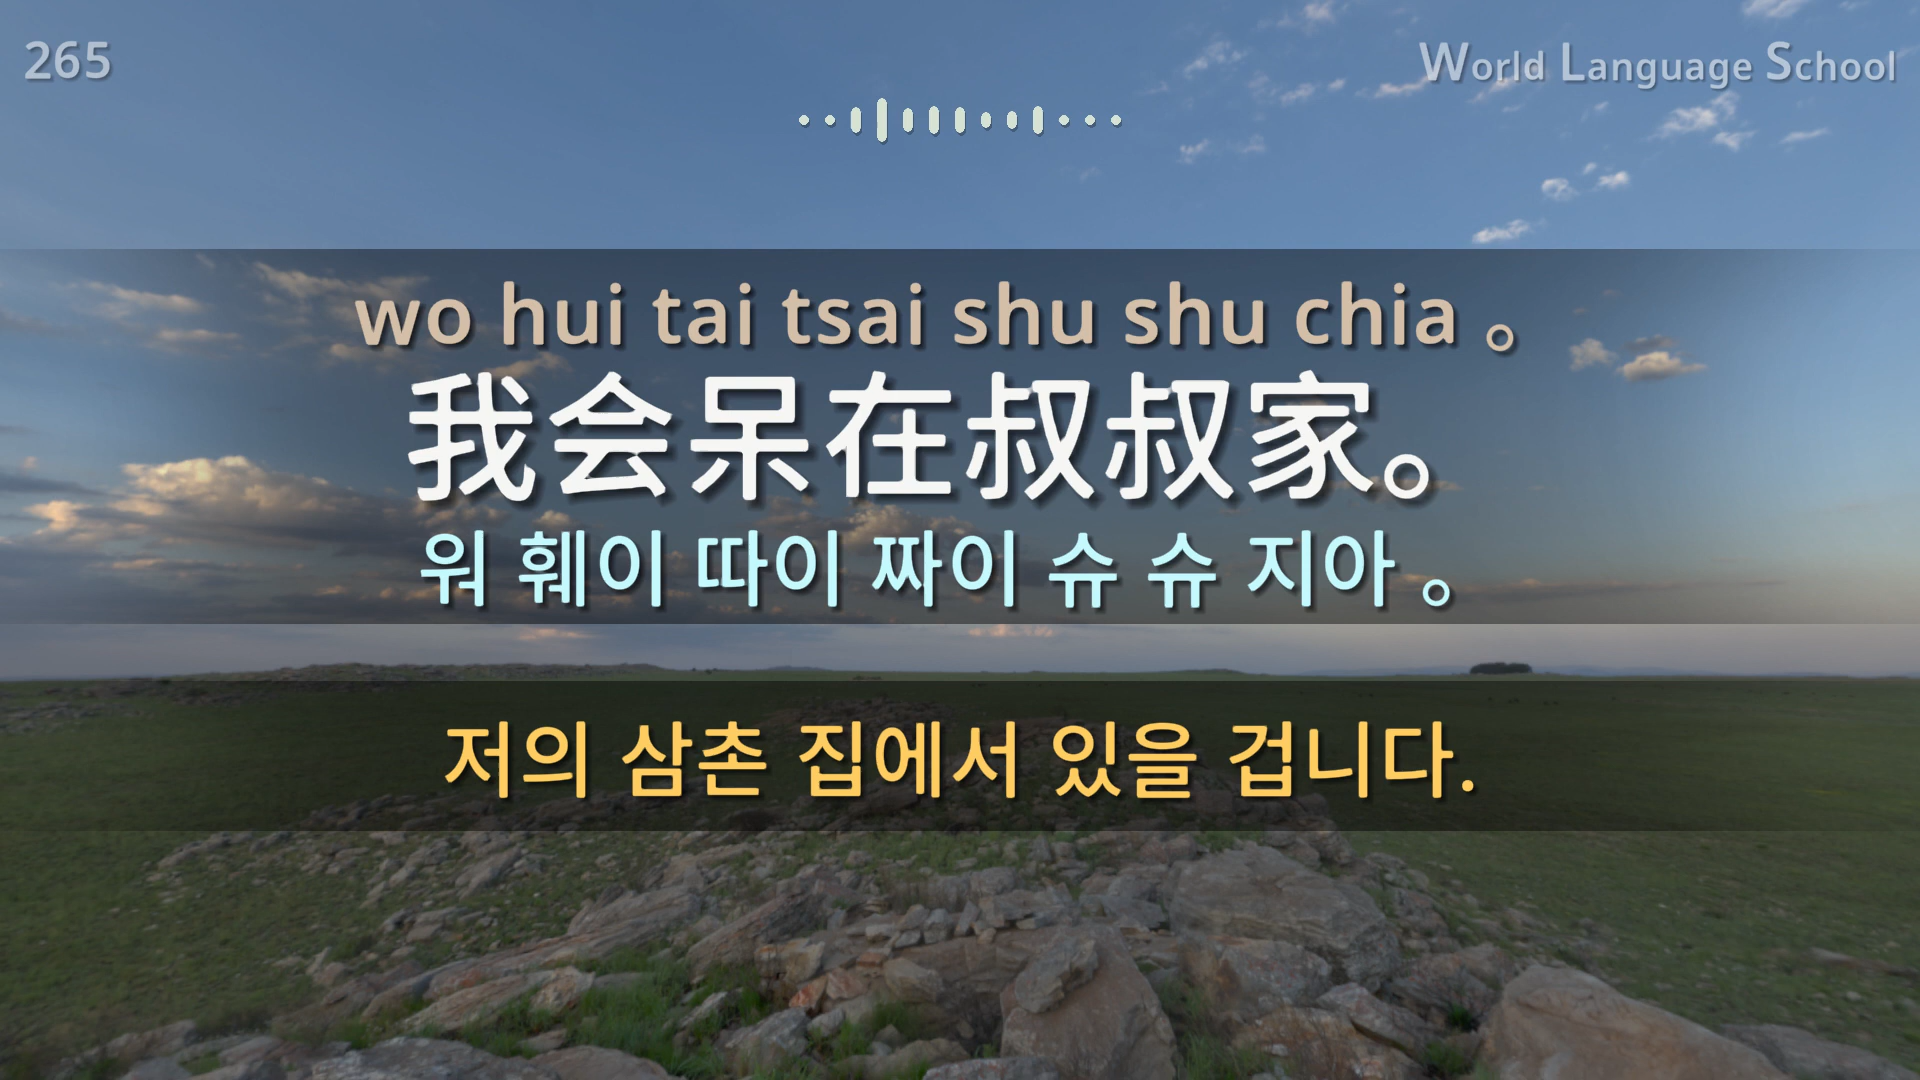 265
World Language School
wo hui tai tsai shu shu chia 。
我会呆在叔叔家。
워 훼이 따이 짜이 슈 슈 지아 。
저의 삼촌 집에서 있을 겁니다.